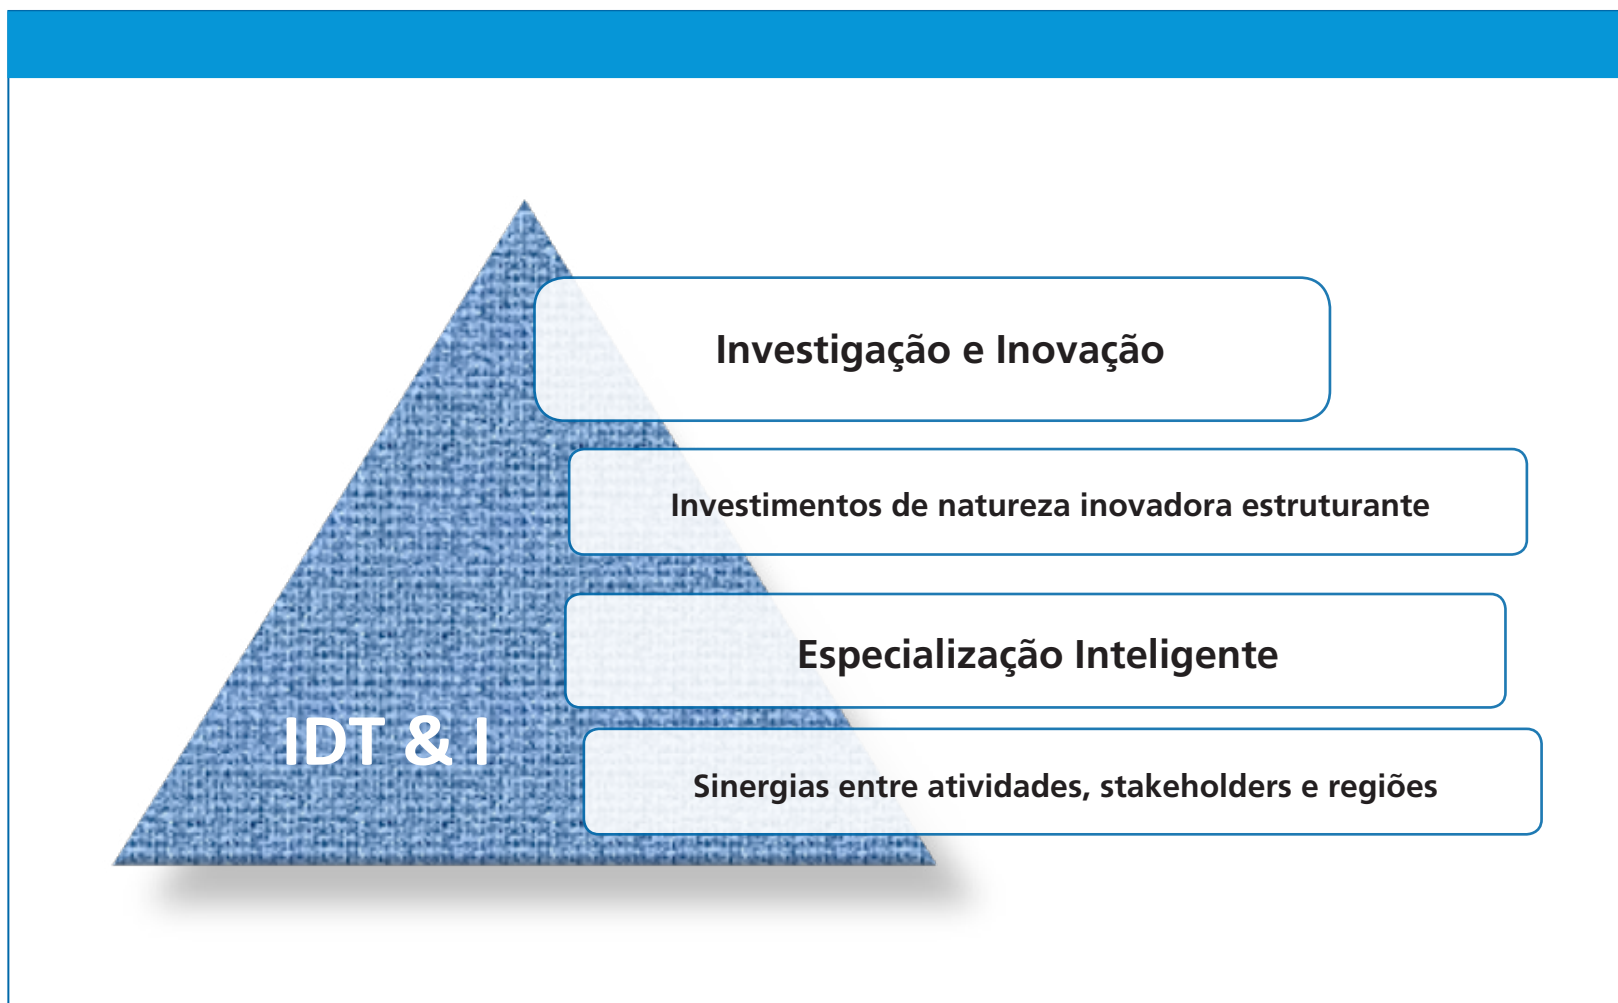 Investigação e Inovação
Investimentos de natureza inovadora estruturante
Especialização Inteligente
IDT & I
Sinergias entre atividades, stakeholders e regiões